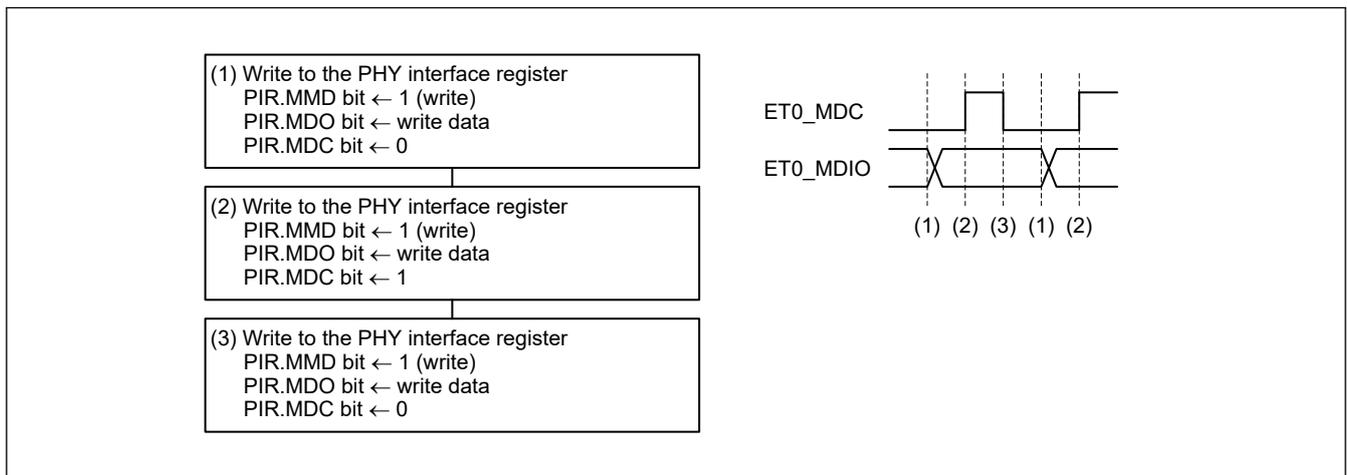 (1) Write to the PHY interface register
PIR.MMD bit ← 1 (write)
PIR.MDO bit ← write data
PIR.MDC bit ← 0
(2) Write to the PHY interface register
PIR.MMD bit ← 1 (write)
PIR.MDO bit ← write data
PIR.MDC bit ← 1
(3) Write to the PHY interface register
PIR.MMD bit ← 1 (write)
PIR.MDO bit ← write data
PIR.MDC bit ← 0
ET0_MDC
ET0_MDIO
(1) (2) (3) (1) (2)